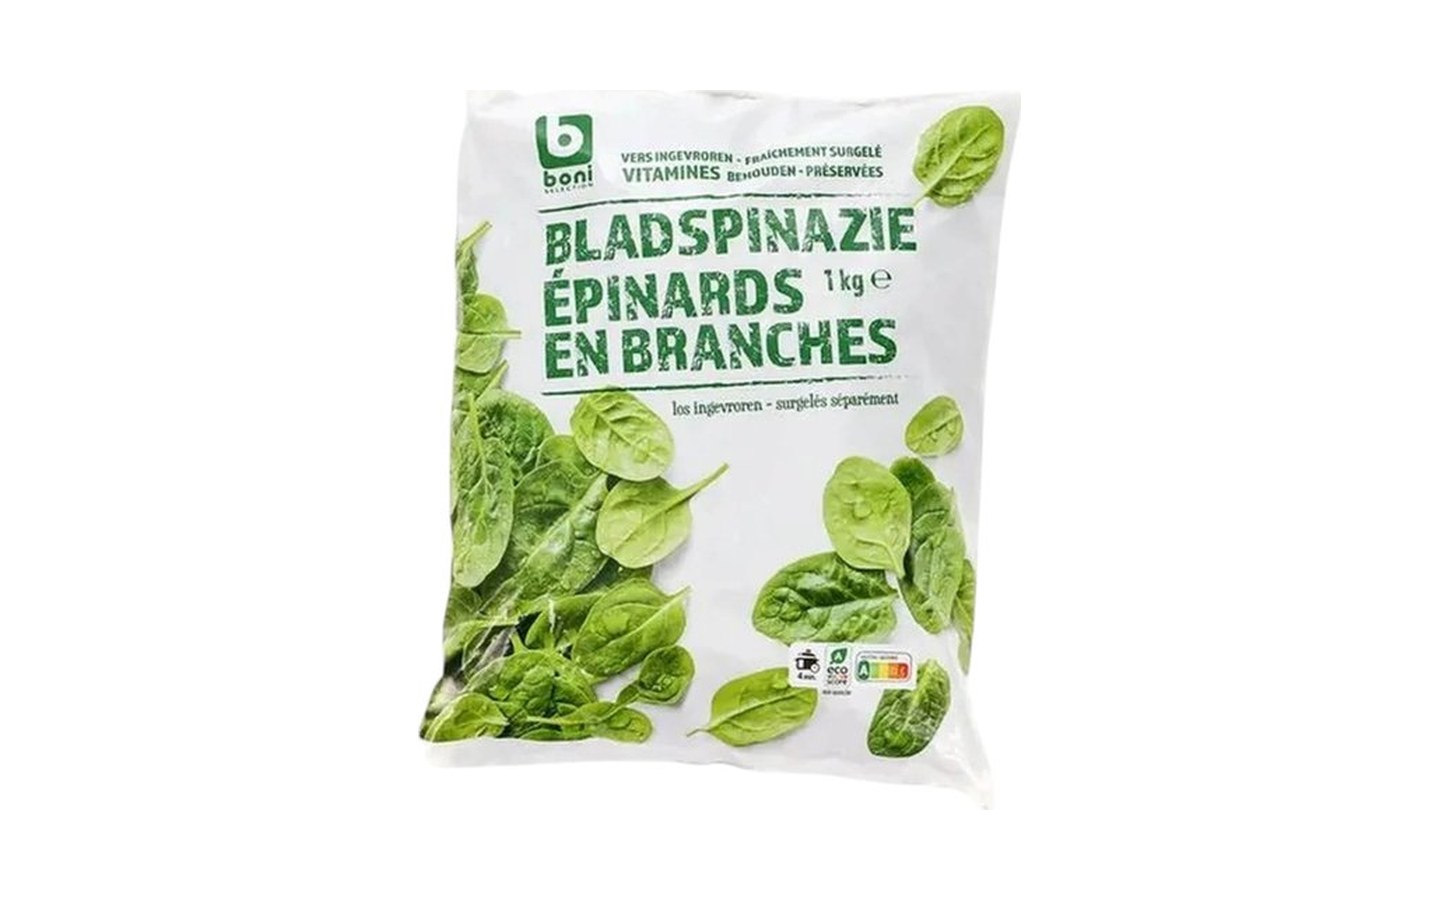 b
boni
SELECTION
VERS INGEVROREN - FRAÎCHEMENT SURGELÉ
VITAMINES BEHOUDEN - PRÉSERVÉES
BLADSPINAZIE
ÉPINARDS 1 kg ℮
EN BRANCHES
los ingevroren - surgelés séparément
4 min.
A
eco
score
A